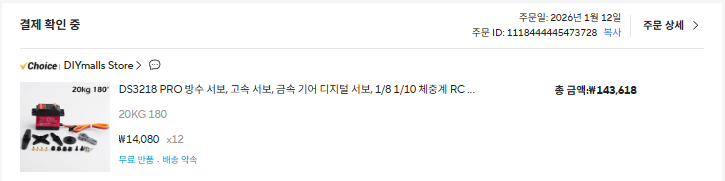 결제 확인 중
주문일: 2026년 1월 12일
주문 ID: 1118444445473728 복사
주문 상세
Choice DIYmalls Store
20kg 180°
DS3218 PRO 방수 서보, 고속 서보, 금속 기어 디지털 서보, 1/8 1/10 체중계 RC ...
총 금액:₩143,618
20KG 180
₩14,080 x12
무료 반품 . 배송 약속